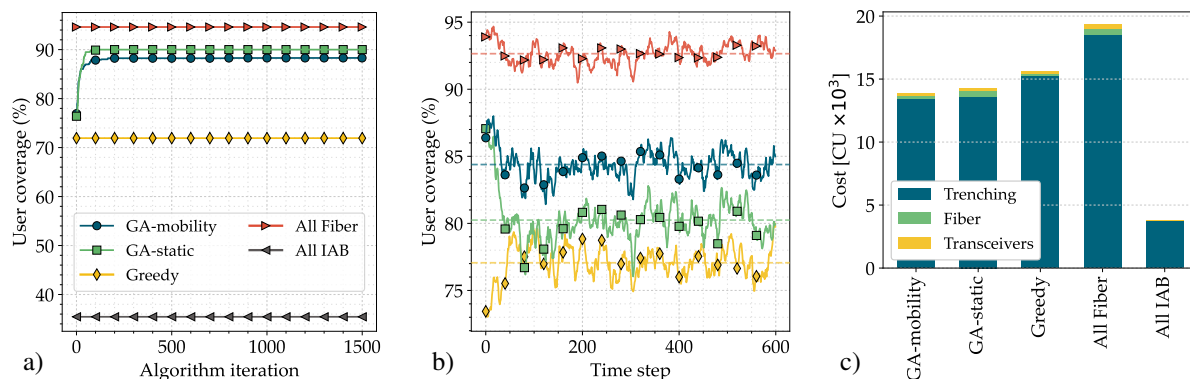 User coverage (%)
90
80
70
60
50
40
GA-mobility
GA-static
Greedy
All Fiber
All IAB
0
500
1000
1500
a)
Algorithm iteration
User coverage (%)
95
90
85
80
75
0
200
400
600
b)
Time step
Cost [CU ×10³]
20
15
10
5
0
Trenching
Fiber
Transceivers
GA-mobility
GA-static
Greedy
All Fiber
All IAB
c)